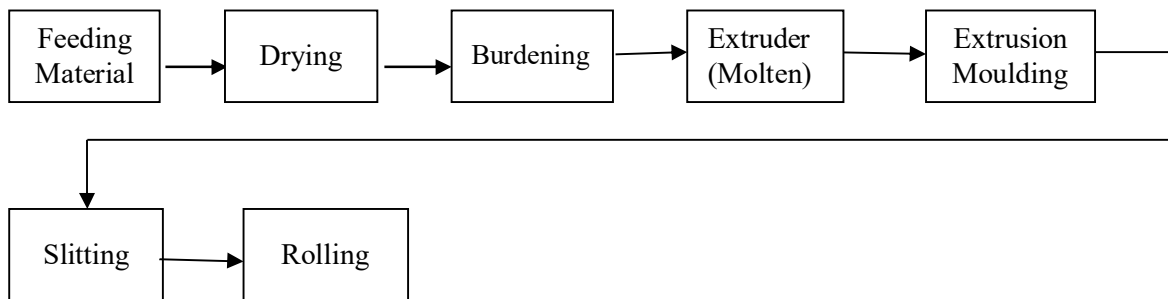 Feeding
Material
Drying
Burdening
Extruder
(Molten)
Extrusion
Moulding
Slitting
Rolling